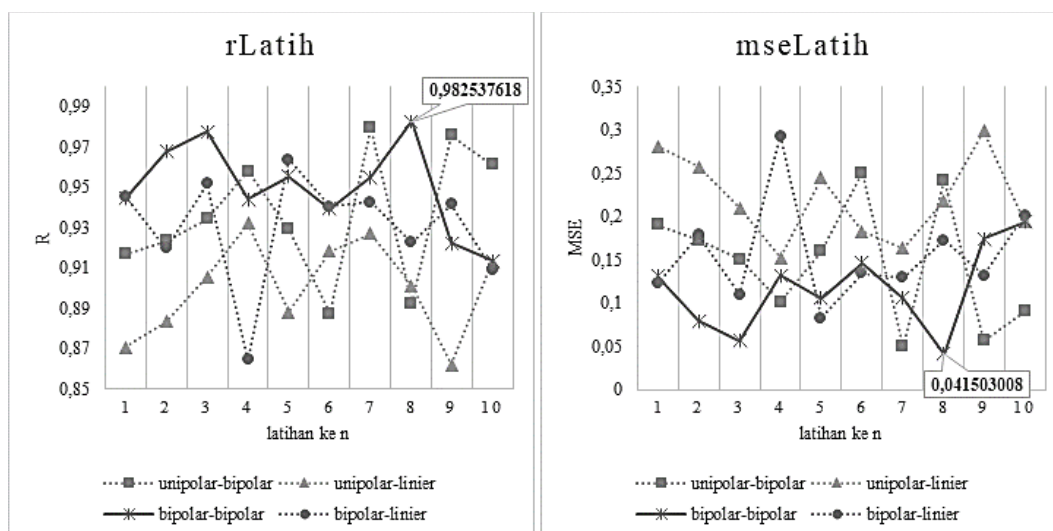 rLatih
0,982537618
0,99
0,97
0,95
0,93
0,91
0,89
0,87
0,85
R
1 2 3 4 5 6 7 8 9 10
latihan ke n
unipolar-bipolar unipolar-linier
bipolar-bipolar bipolar-linier
mseLatih
0,35
0,3
0,25
0,2
0,15
0,1
0,05
0
MSE
0,041503008
1 2 3 4 5 6 7 8 9 10
latihan ke n
unipolar-bipolar unipolar-linier
bipolar-bipolar bipolar-linier